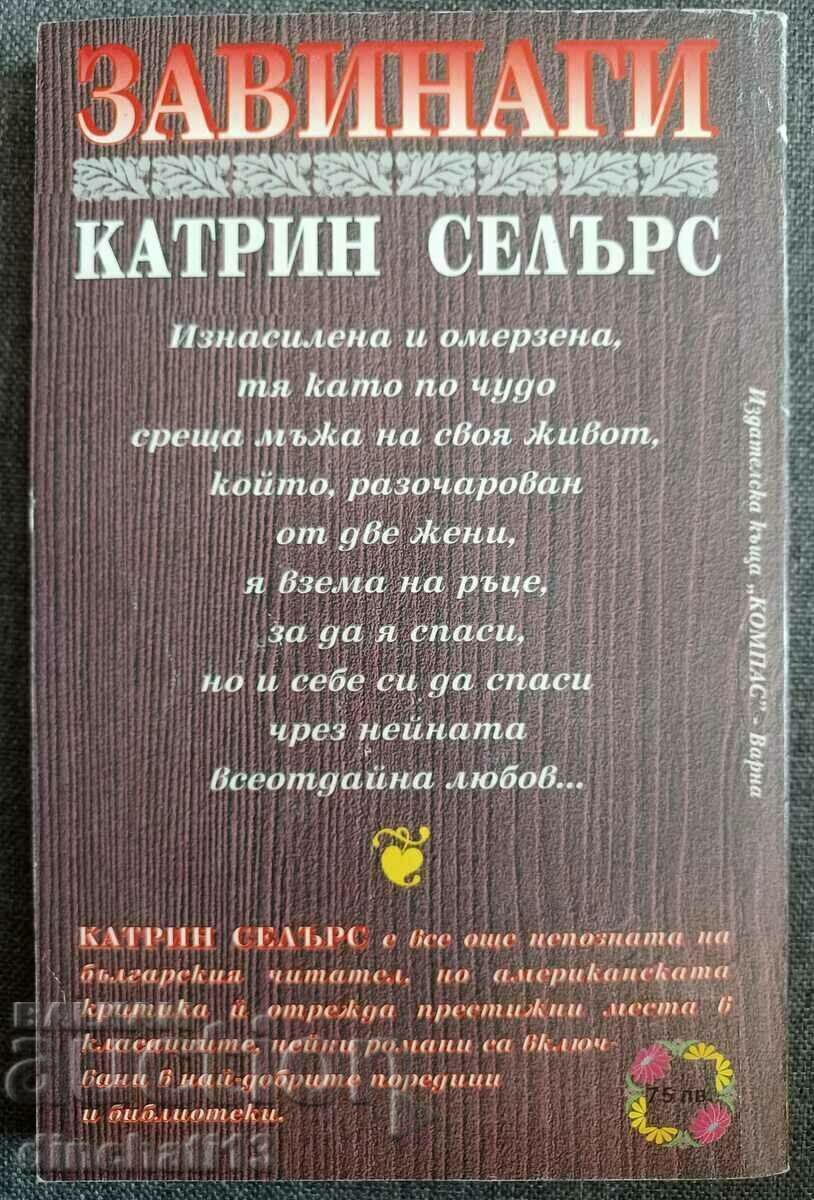 ЗАВИНАГИ
КАТРИН СЕЛЪРС
Изнасилена и омерзена,
тя като по чудо
среща мъжа на своя живот,
който, разочарован
от две жени,
я взема на ръце,
за да я спаси,
но и себе си да спаси
чрез нейната
всеотдайна любов...
КАТРИН СЕЛЪРС е все още непозната на
българския читател, но американската
критика ѝ отрежда престижни места в
класациите, нейни романи са включ-
вани в най-добрите поредици
и библиотеки.
75 лв.
Издателска къща „КОМПАС” - Варна
auction
dinchatf13